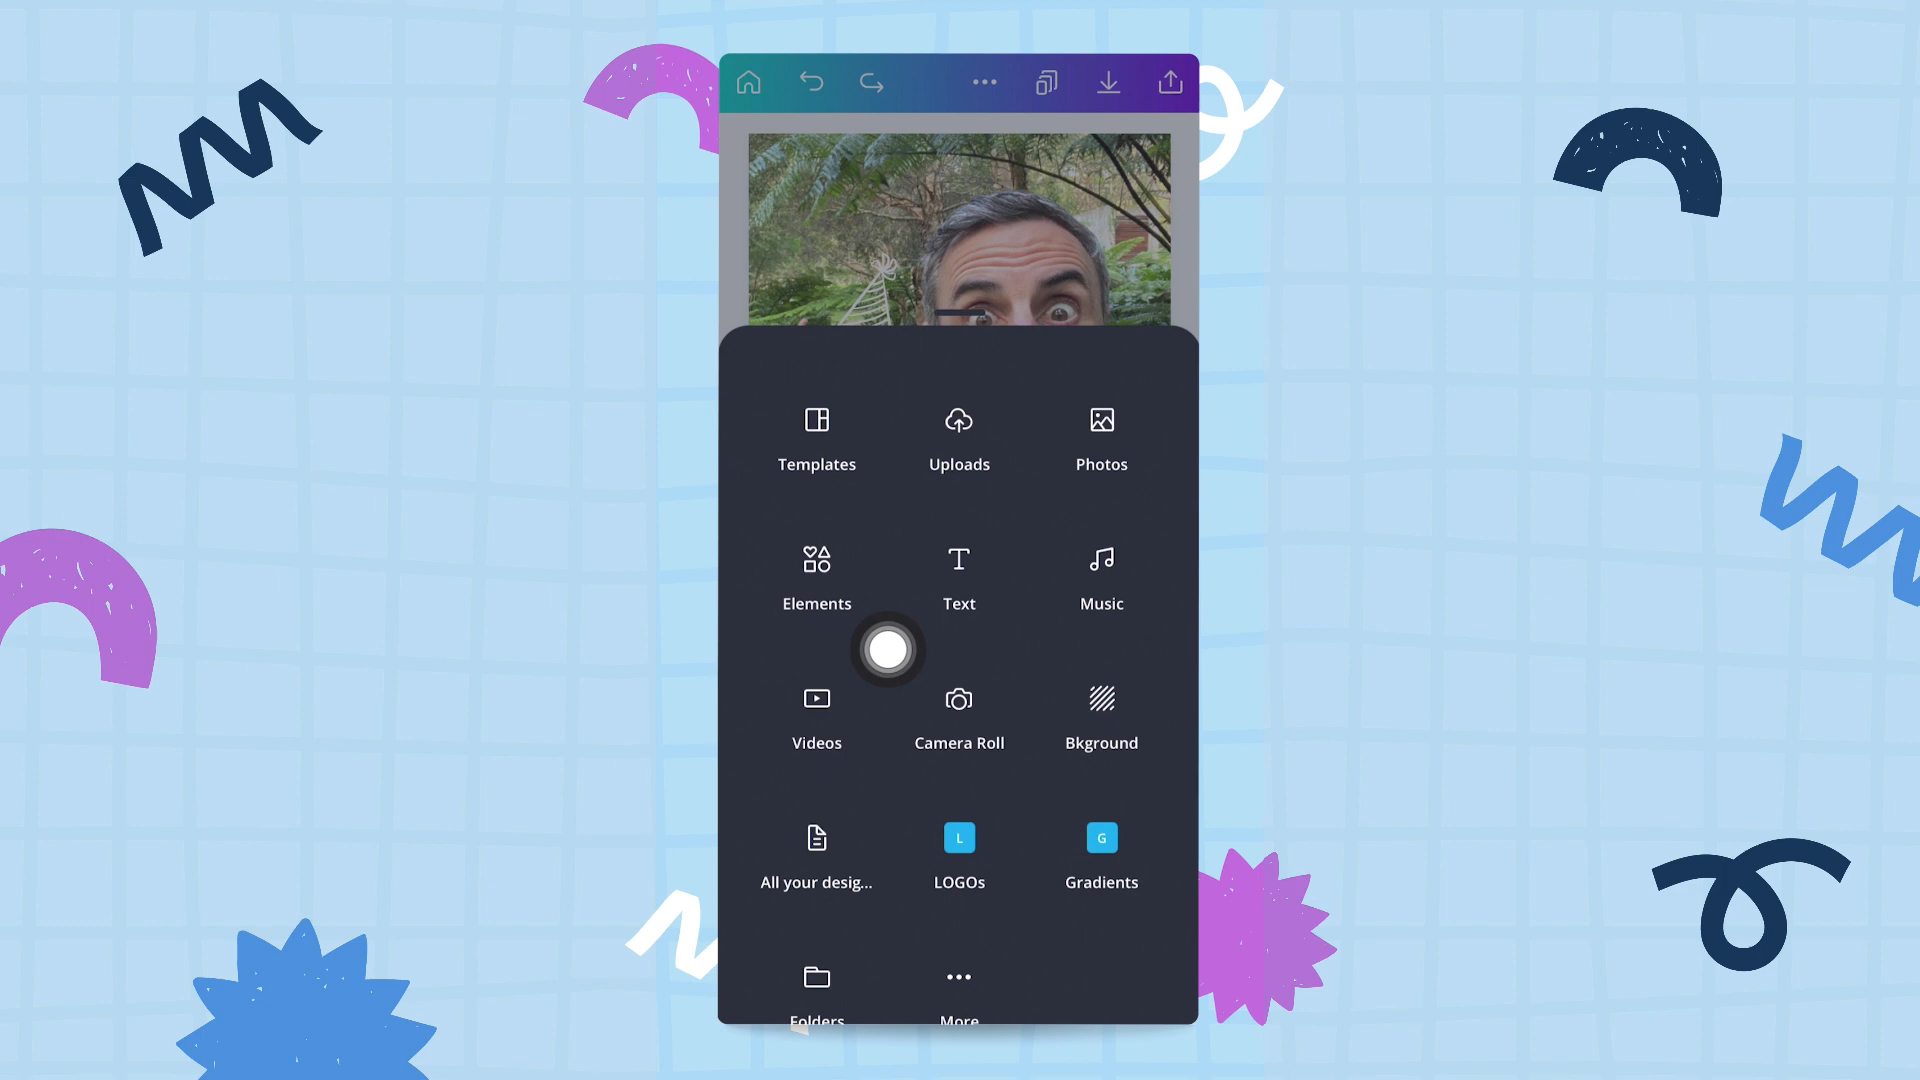 Templates Uploads Photos
Elements Text Music
Videos Camera Roll Bkground
L G
All your desig... LOGOs Gradients
Folders More